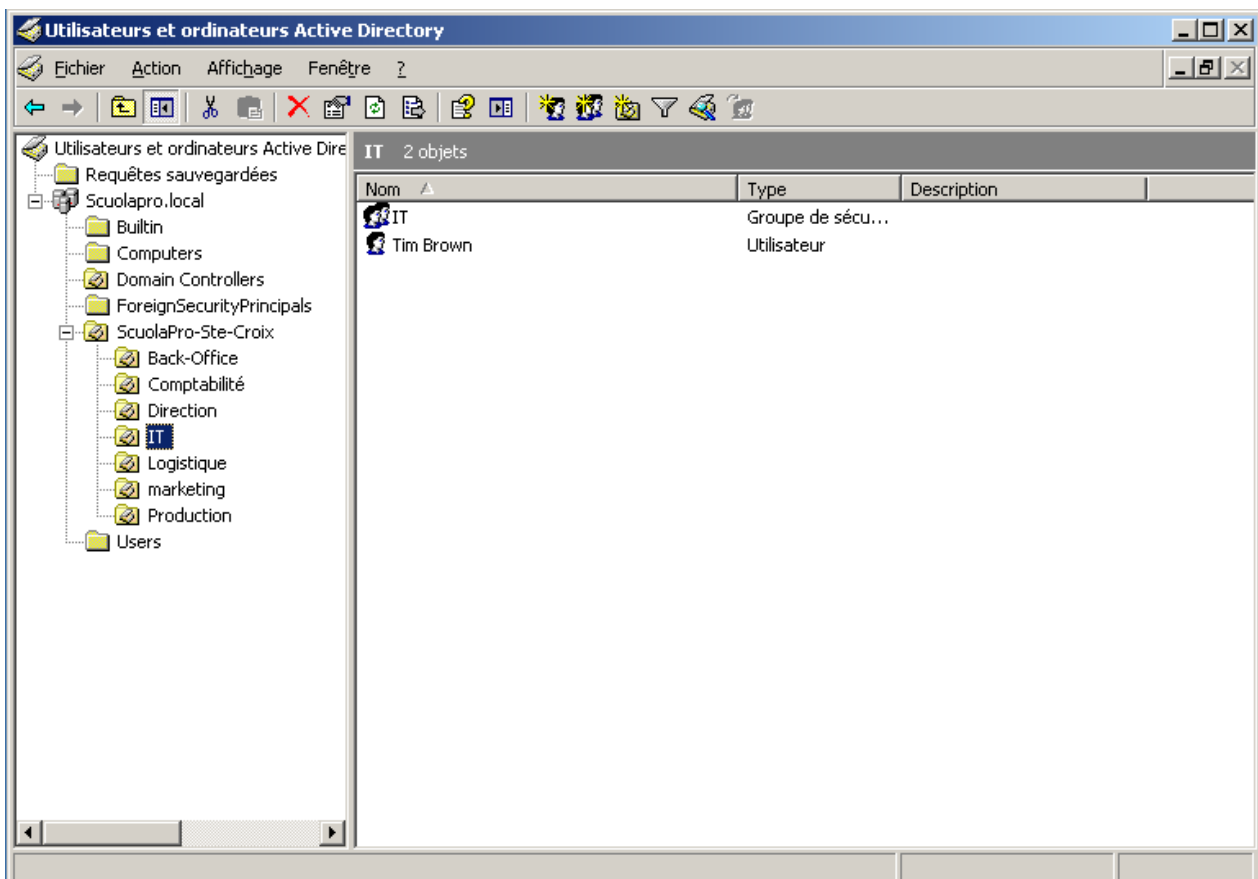 Utilisateurs et ordinateurs Active Directory
Fichier Action Affichage Fenêtre ?
Utilisateurs et ordinateurs Active Dire
Requêtes sauvegardées
Scuolapro.local
Builtin
Computers
Domain Controllers
ForeignSecurityPrincipals
ScuolaPro-Ste-Croix
Back-Office
Comptabilité
Direction
IT
Logistique
marketing
Production
Users
IT 2 objets
Nom Type Description
IT Groupe de sécu...
Tim Brown Utilisateur